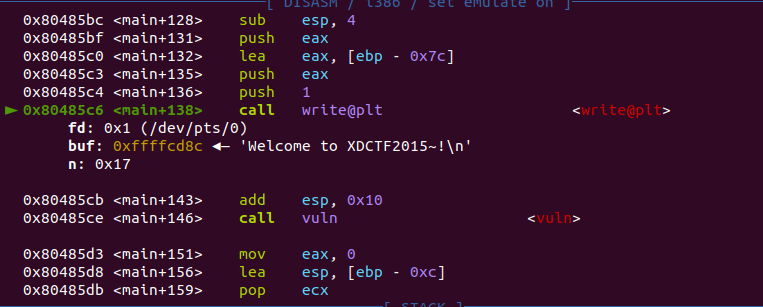 [ DISASM / i386 / set emulate on ]
0x80485bc <main+128> sub esp, 4
0x80485bf <main+131> push eax
0x80485c0 <main+132> lea eax, [ebp - 0x7c]
0x80485c3 <main+135> push eax
0x80485c4 <main+136> push 1
► 0x80485c6 <main+138> call write@plt <write@plt>
fd: 0x1 (/dev/pts/0)
buf: 0xffffcd8c ◂— 'Welcome to XDCTF2015~!\n'
n: 0x17
0x80485cb <main+143> add esp, 0x10
0x80485ce <main+146> call vuln <vuln>
0x80485d3 <main+151> mov eax, 0
0x80485d8 <main+156> lea esp, [ebp - 0xc]
0x80485db <main+159> pop ecx
[ STACK ]